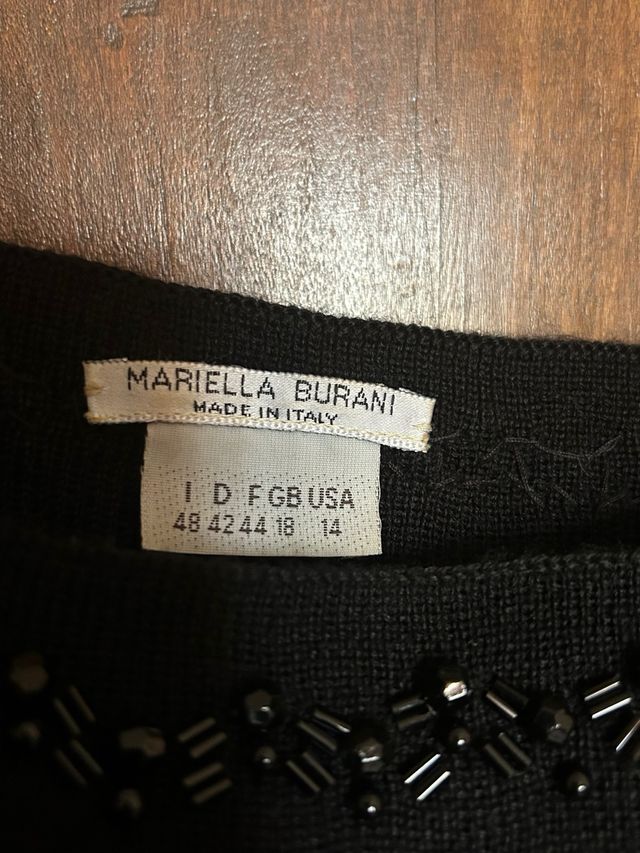 MARIELLA BURANI
MADE IN ITALY
I D F GB USA
48 42 44 18 14